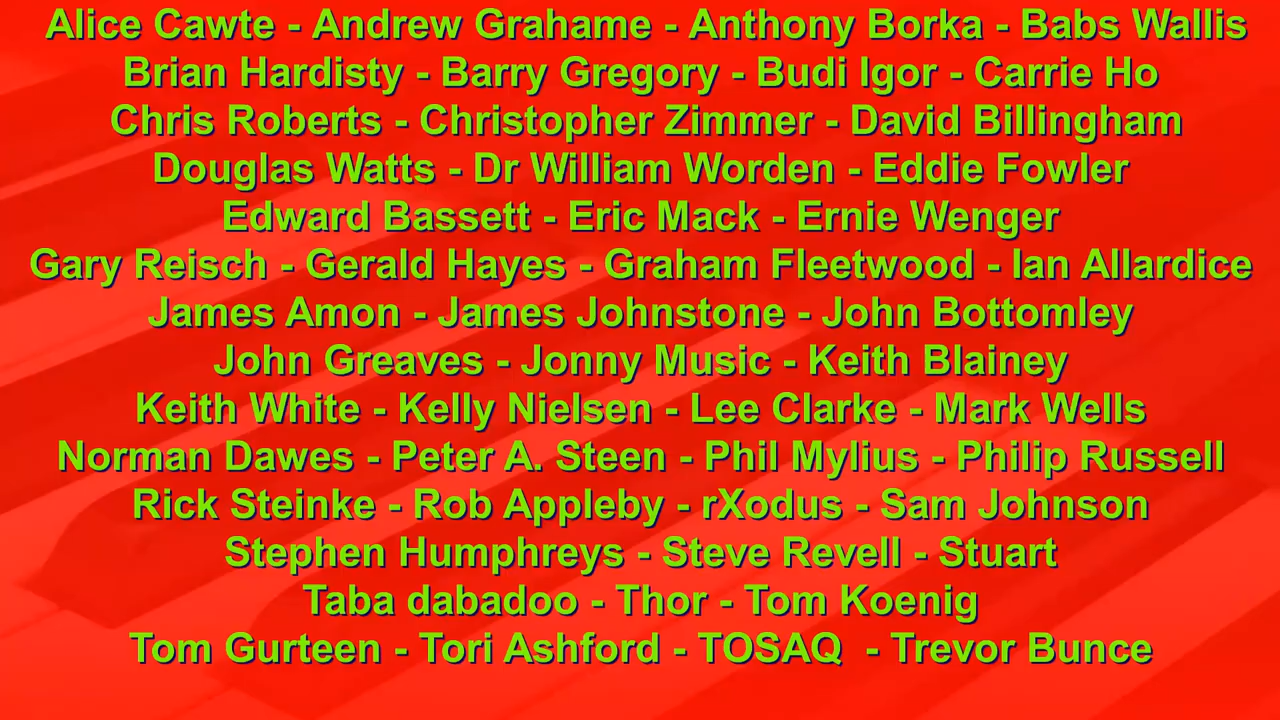 Alice Cawte - Andrew Grahame - Anthony Borka - Babs Wallis
Brian Hardisty - Barry Gregory - Budi Igor - Carrie Ho
Chris Roberts - Christopher Zimmer - David Billingham
Douglas Watts - Dr William Worden - Eddie Fowler
Edward Bassett - Eric Mack - Ernie Wenger
Gary Reisch - Gerald Hayes - Graham Fleetwood - Ian Allardice
James Amon - James Johnstone - John Bottomley
John Greaves - Jonny Music - Keith Blainey
Keith White - Kelly Nielsen - Lee Clarke - Mark Wells
Norman Dawes - Peter A. Steen - Phil Mylius - Philip Russell
Rick Steinke - Rob Appleby - rXodus - Sam Johnson
Stephen Humphreys - Steve Revell - Stuart
Taba dabadoo - Thor - Tom Koenig
Tom Gurteen - Tori Ashford - TOSAQ  - Trevor Bunce